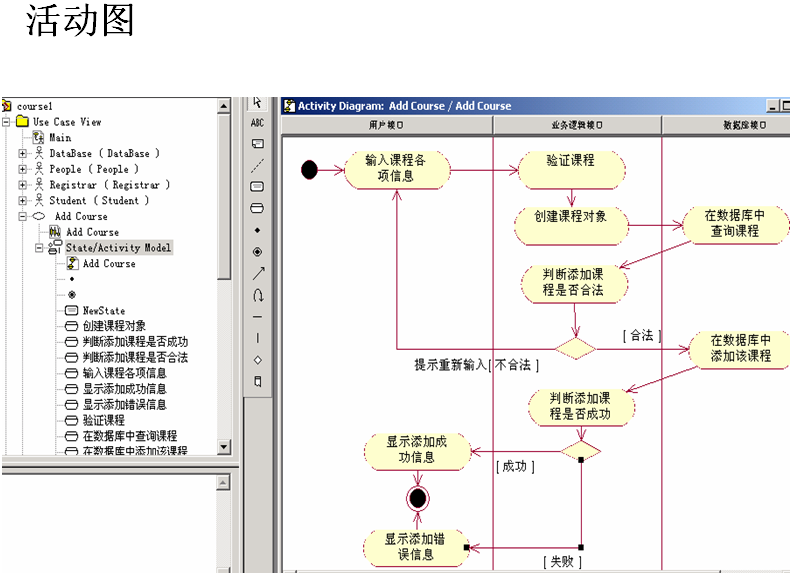 活动图
course1
Use Case View
Main
DataBase ( DataBase )
People ( People )
Registrar ( Registrar )
Student ( Student )
Add Course
Add Course
State/Activity Model
Add Course
NewState
创建课程对象
判断添加课程是否成功
判断添加课程是否合法
输入课程各项信息
显示添加成功信息
显示添加错误信息
验证课程
在数据库中查询课程
在数据库中添加该课程
ABC
Activity Diagram: Add Course / Add Course
用户接口
业务逻辑接口
数据库接口
输入课程各
项信息
验证课程
创建课程对象
在数据库中
查询课程
判断添加课
程是否合法
[ 合法 ]
提示重新输入[ 不合法 ]
在数据库中
添加该课程
判断添加课
程是否成功
显示添加成
功信息
[ 成功 ]
显示添加错
误信息
[ 失败 ]